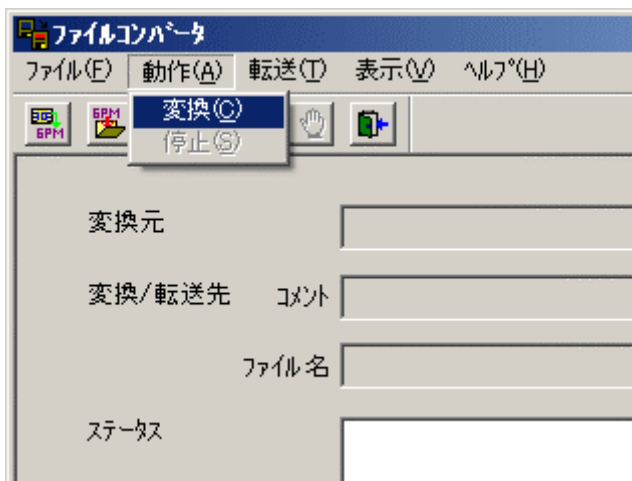 ファイルコンバータ
ファイル(F) 動作(A) 転送(T) 表示(V) ヘルプ(H)
変換(C)
停止(S)
GPM GPM
変換元
変換/転送先 コメント
ファイル名
ステータス